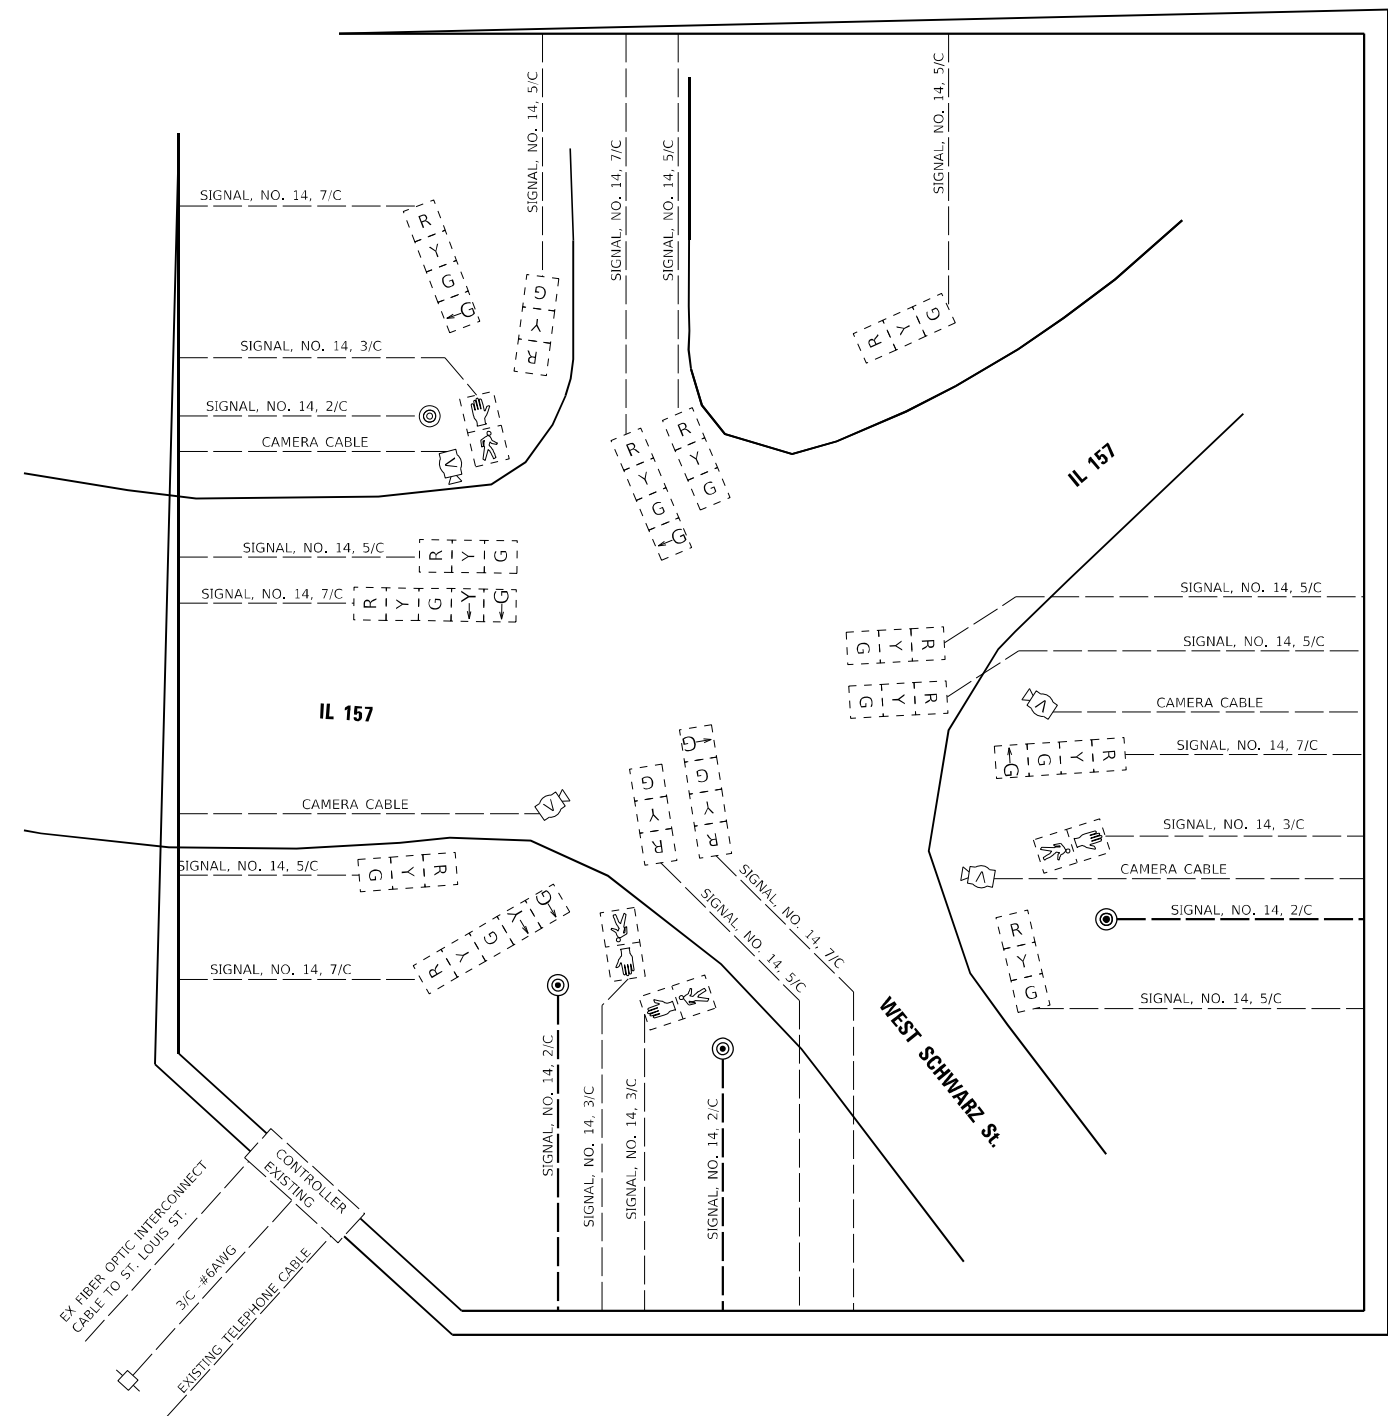 SIGNAL, NO. 14, 5/C
SIGNAL, NO. 14, 7/C
SIGNAL, NO. 14, 5/C
SIGNAL, NO. 14, 5/C
SIGNAL, NO. 14, 7/C
R Y G G
G Y R
R Y G
SIGNAL, NO. 14, 3/C
SIGNAL, NO. 14, 2/C
CAMERA CABLE
V
R Y G G
R Y G
IL 157
SIGNAL, NO. 14, 5/C
R Y G
SIGNAL, NO. 14, 7/C
R Y G Y G
SIGNAL, NO. 14, 5/C
G Y R
SIGNAL, NO. 14, 5/C
G Y R
IL 157
V
CAMERA CABLE
G G Y R
G Y R
G G Y R
SIGNAL, NO. 14, 7/C
CAMERA CABLE
V
SIGNAL, NO. 14, 3/C
SIGNAL, NO. 14, 5/C
G Y R
V
CAMERA CABLE
SIGNAL, NO. 14, 2/C
SIGNAL, NO. 14, 7/C
R Y G Y G
SIGNAL, NO. 14, 5/C
SIGNAL, NO. 14, 7/C
R Y G
SIGNAL, NO. 14, 5/C
WEST SCHWARZ St.
SIGNAL, NO. 14, 2/C
SIGNAL, NO. 14, 3/C
SIGNAL, NO. 14, 3/C
SIGNAL, NO. 14, 2/C
CONTROLLER
EXISTING
EX FIBER OPTIC INTERCONNECT
CABLE TO ST. LOUIS ST.
3/C -#6AWG
EXISTING TELEPHONE CABLE